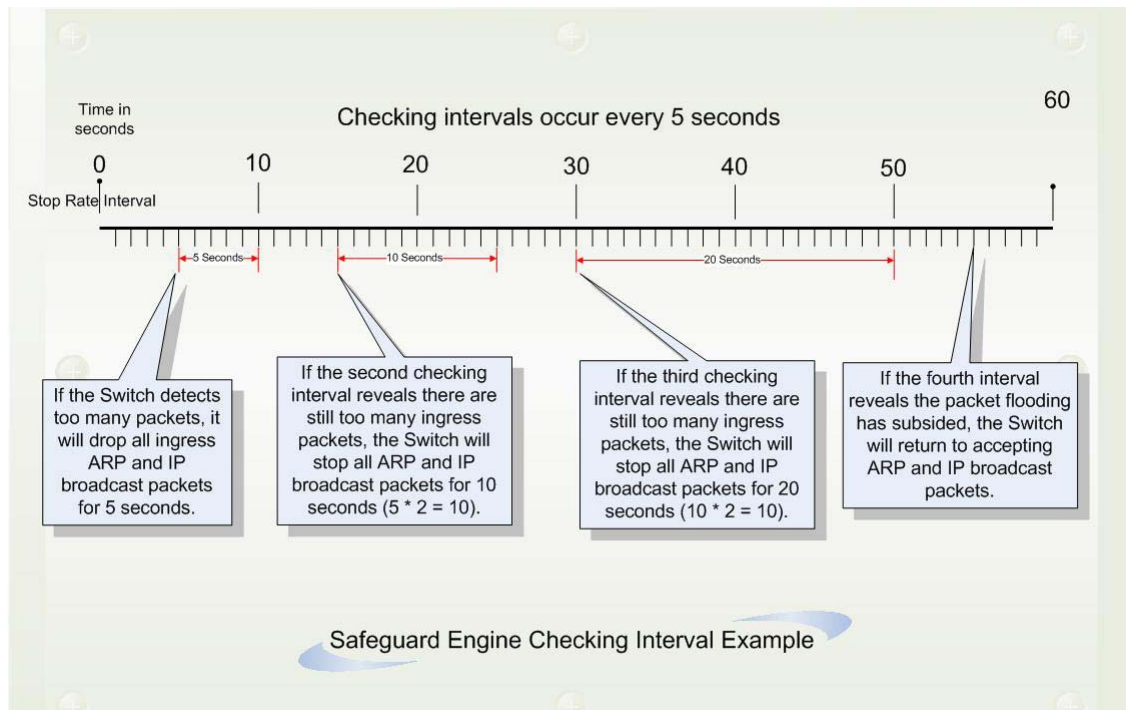 Time in
seconds
Checking intervals occur every 5 seconds
60
0
10
20
30
40
50
Stop Rate Interval
5 Seconds
10 Seconds
20 Seconds
If the Switch detects
too many packets, it
will drop all ingress
ARP and IP
broadcast packets
for 5 seconds.
If the second checking
interval reveals there are
still too many ingress
packets, the Switch will
stop all ARP and IP
broadcast packets for 10
seconds (5 * 2 = 10).
If the third checking
interval reveals there are
still too many ingress
packets, the Switch will
stop all ARP and IP
broadcast packets for 20
seconds (10 * 2 = 10).
If the fourth interval
reveals the packet flooding
has subsided, the Switch
will return to accepting
ARP and IP broadcast
packets.
Safeguard Engine Checking Interval Example